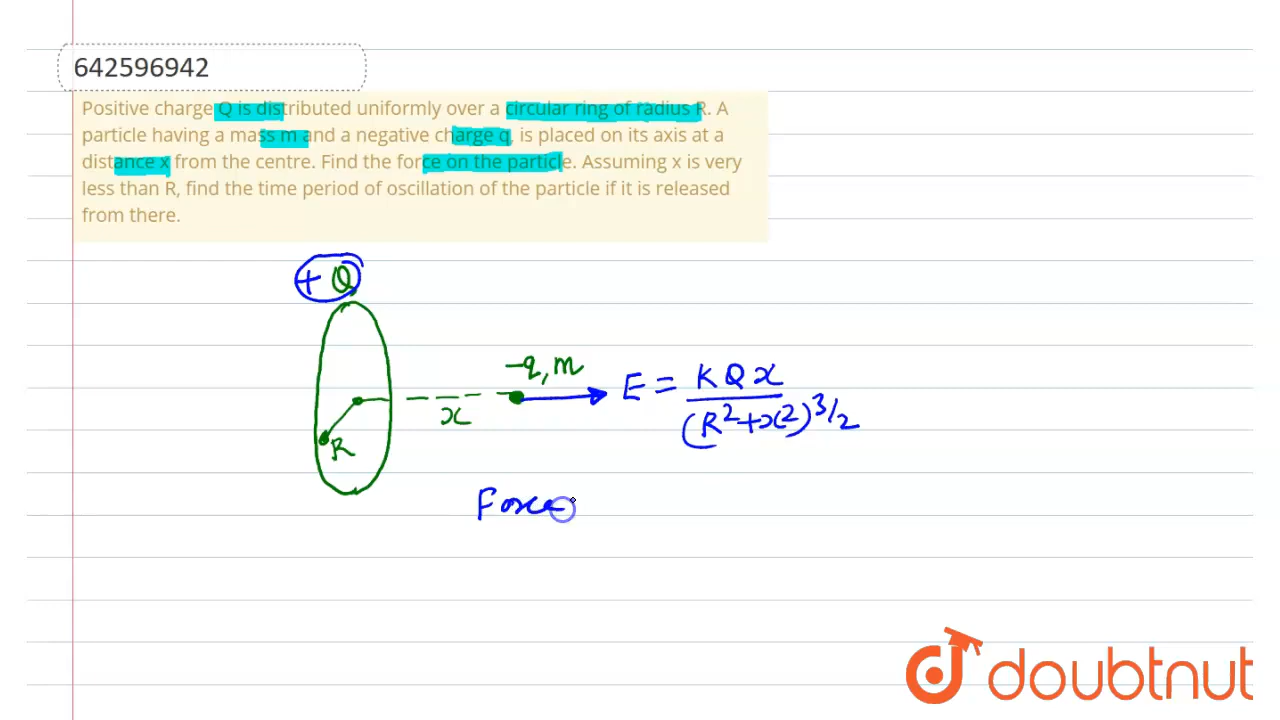 642596942
Positive charge Q is distributed uniformly over a circular ring of radius R. A
particle having a mass m and a negative charge q, is placed on its axis at a
distance x from the centre. Find the force on the particle. Assuming x is very
less than R, find the time period of oscillation of the particle if it is released
from there.
+ Q
-q, m
E = KQx / (R²+x²)^3/2
x
R
Force
doubtnut